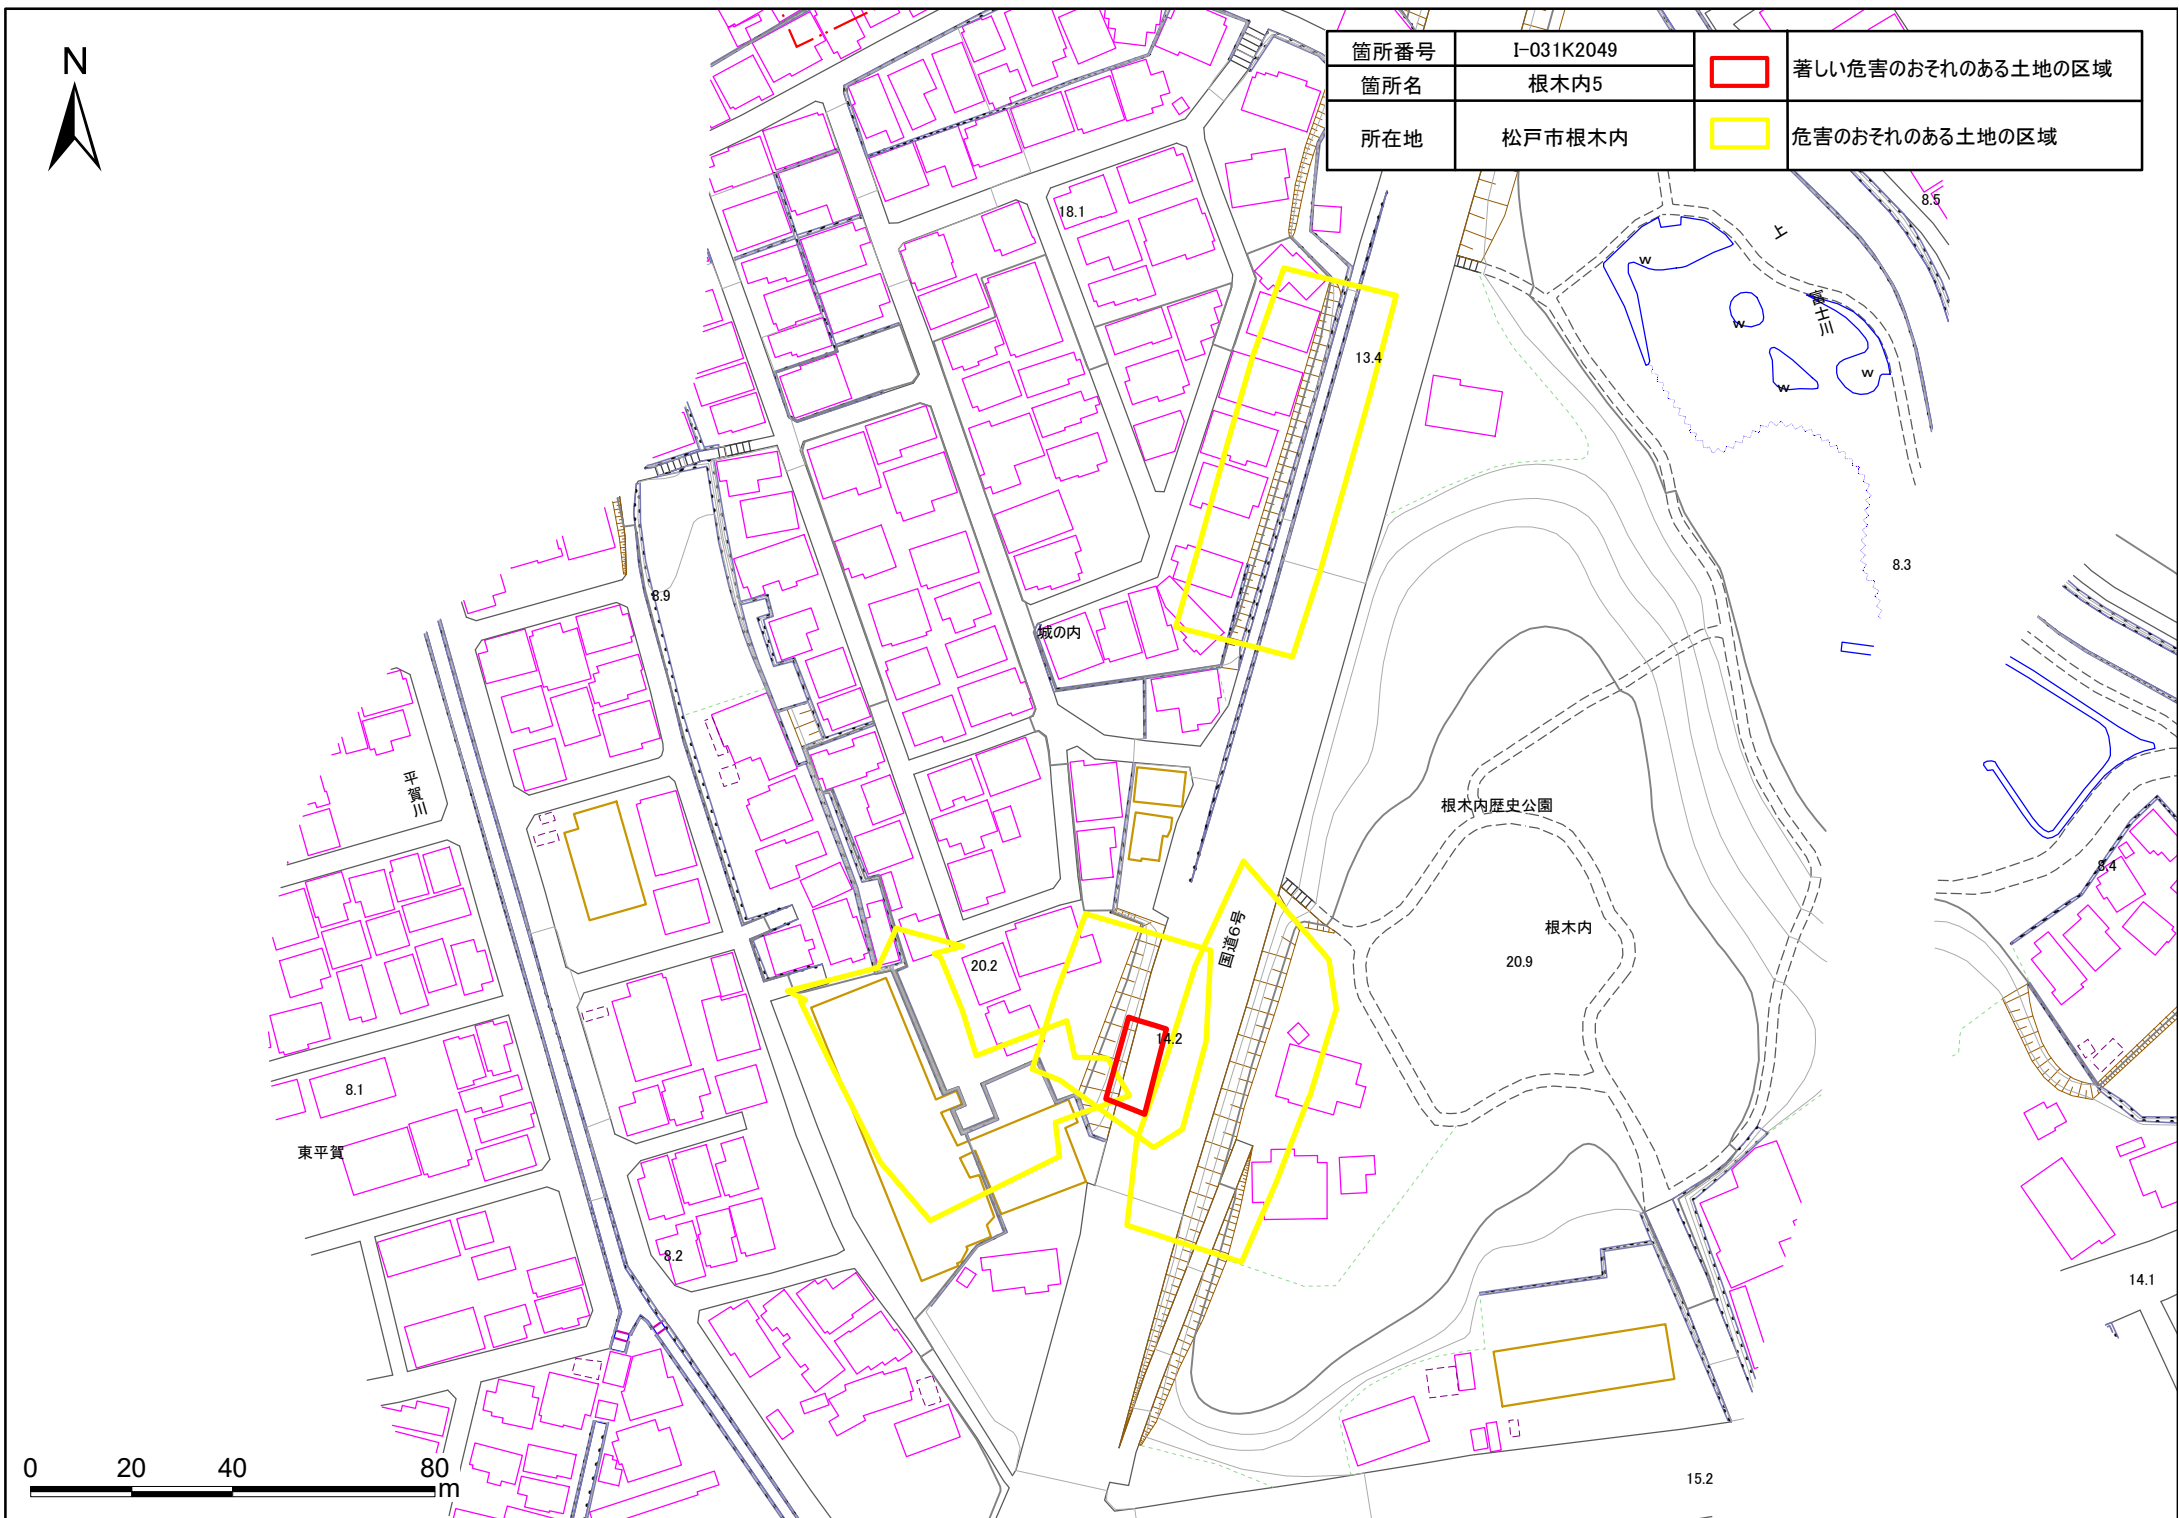 N
箇所番号 I-031K2049 著しい危害のおそれのある土地の区域
箇所名 根木内5
所在地 松戸市根木内 危害のおそれのある土地の区域
8.5
18.1
上
w
富士川
w
13.4
w
w
8.3
8.9
城の内
平賀川
根木内歴史公園
8.4
国道6号
根木内
20.2
20.9
14.2
8.1
東平賀
8.2
14.1
15.2
0 20 40 80
m